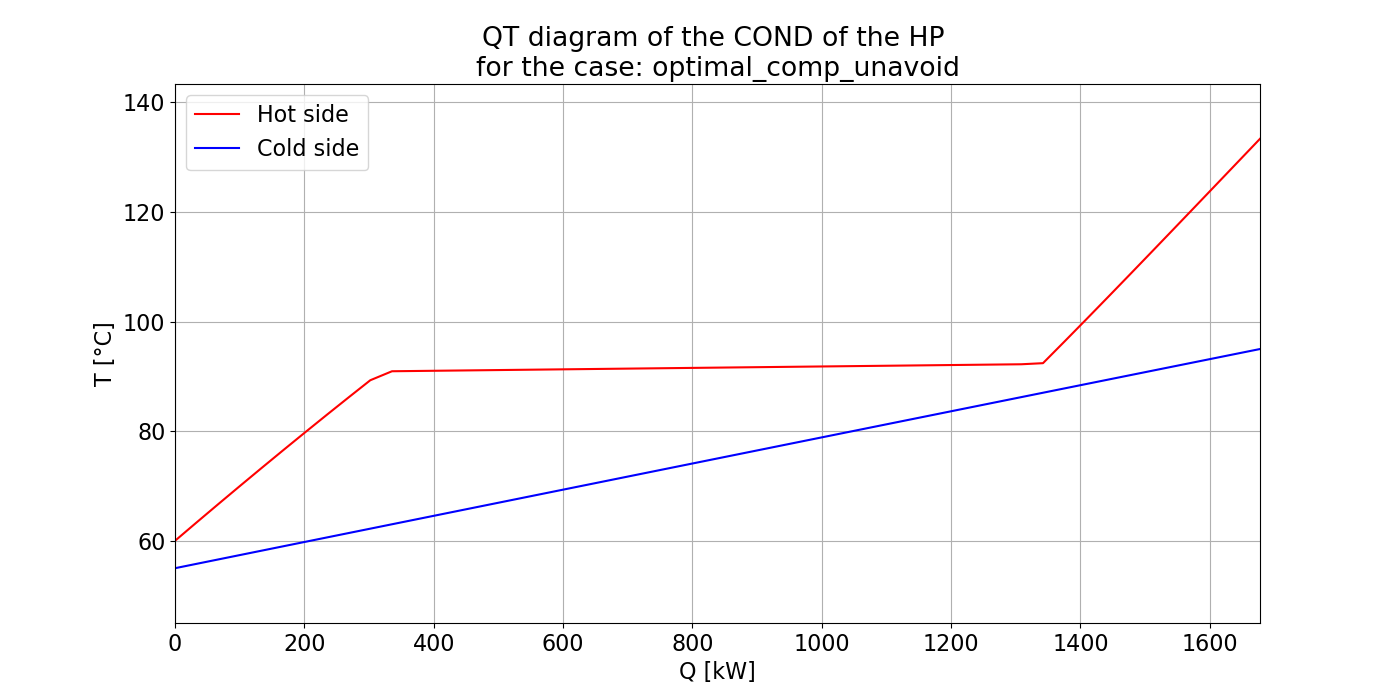 QT diagram of the COND of the HP
for the case: optimal_comp_unavoid
Hot side
Cold side
T [°C]
140
120
100
80
60
0 200 400 600 800 1000 1200 1400 1600
Q [kW]